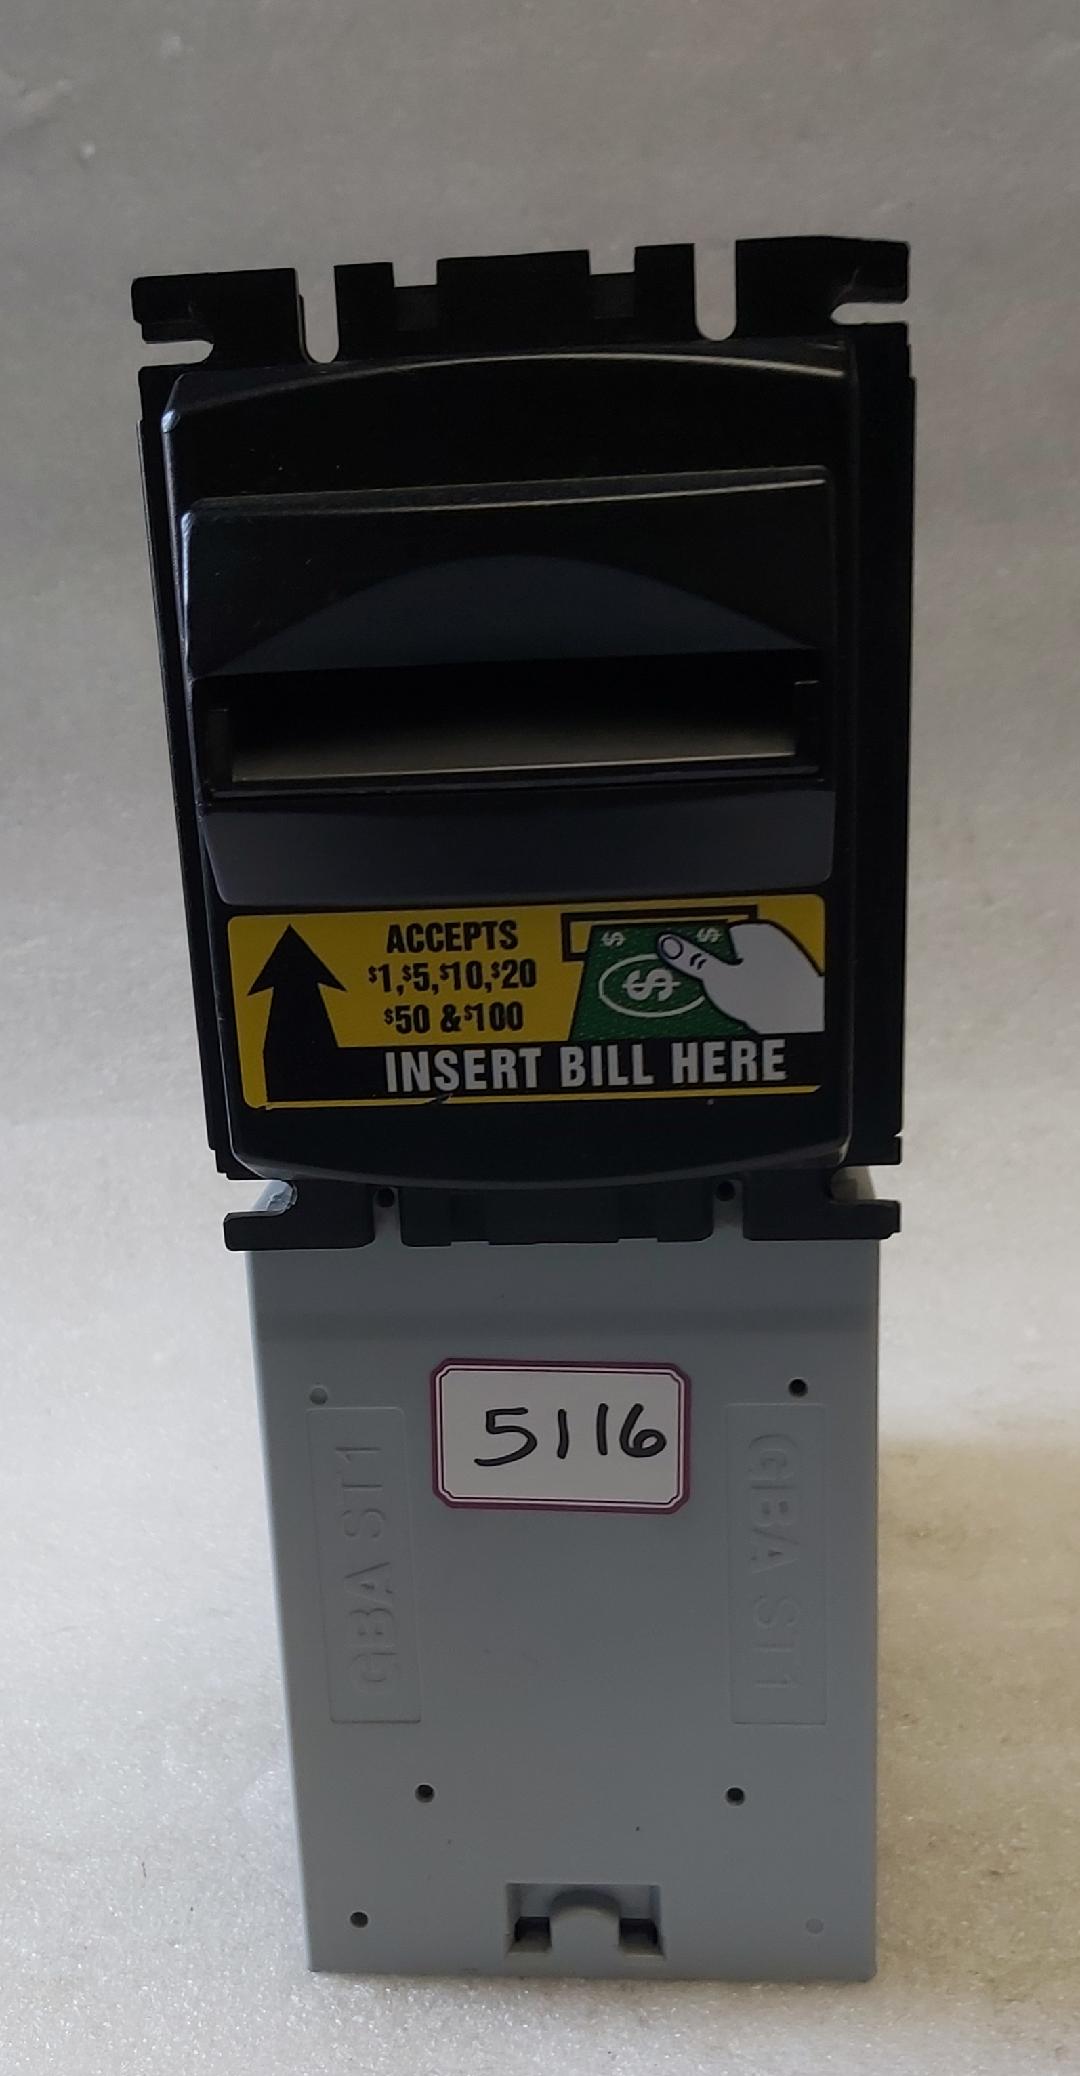 ACCEPTS
$1,$5,$10,$20
$50 &$100
INSERT BILL HERE
$ $
$
5116
GBA ST1
GBA ST1